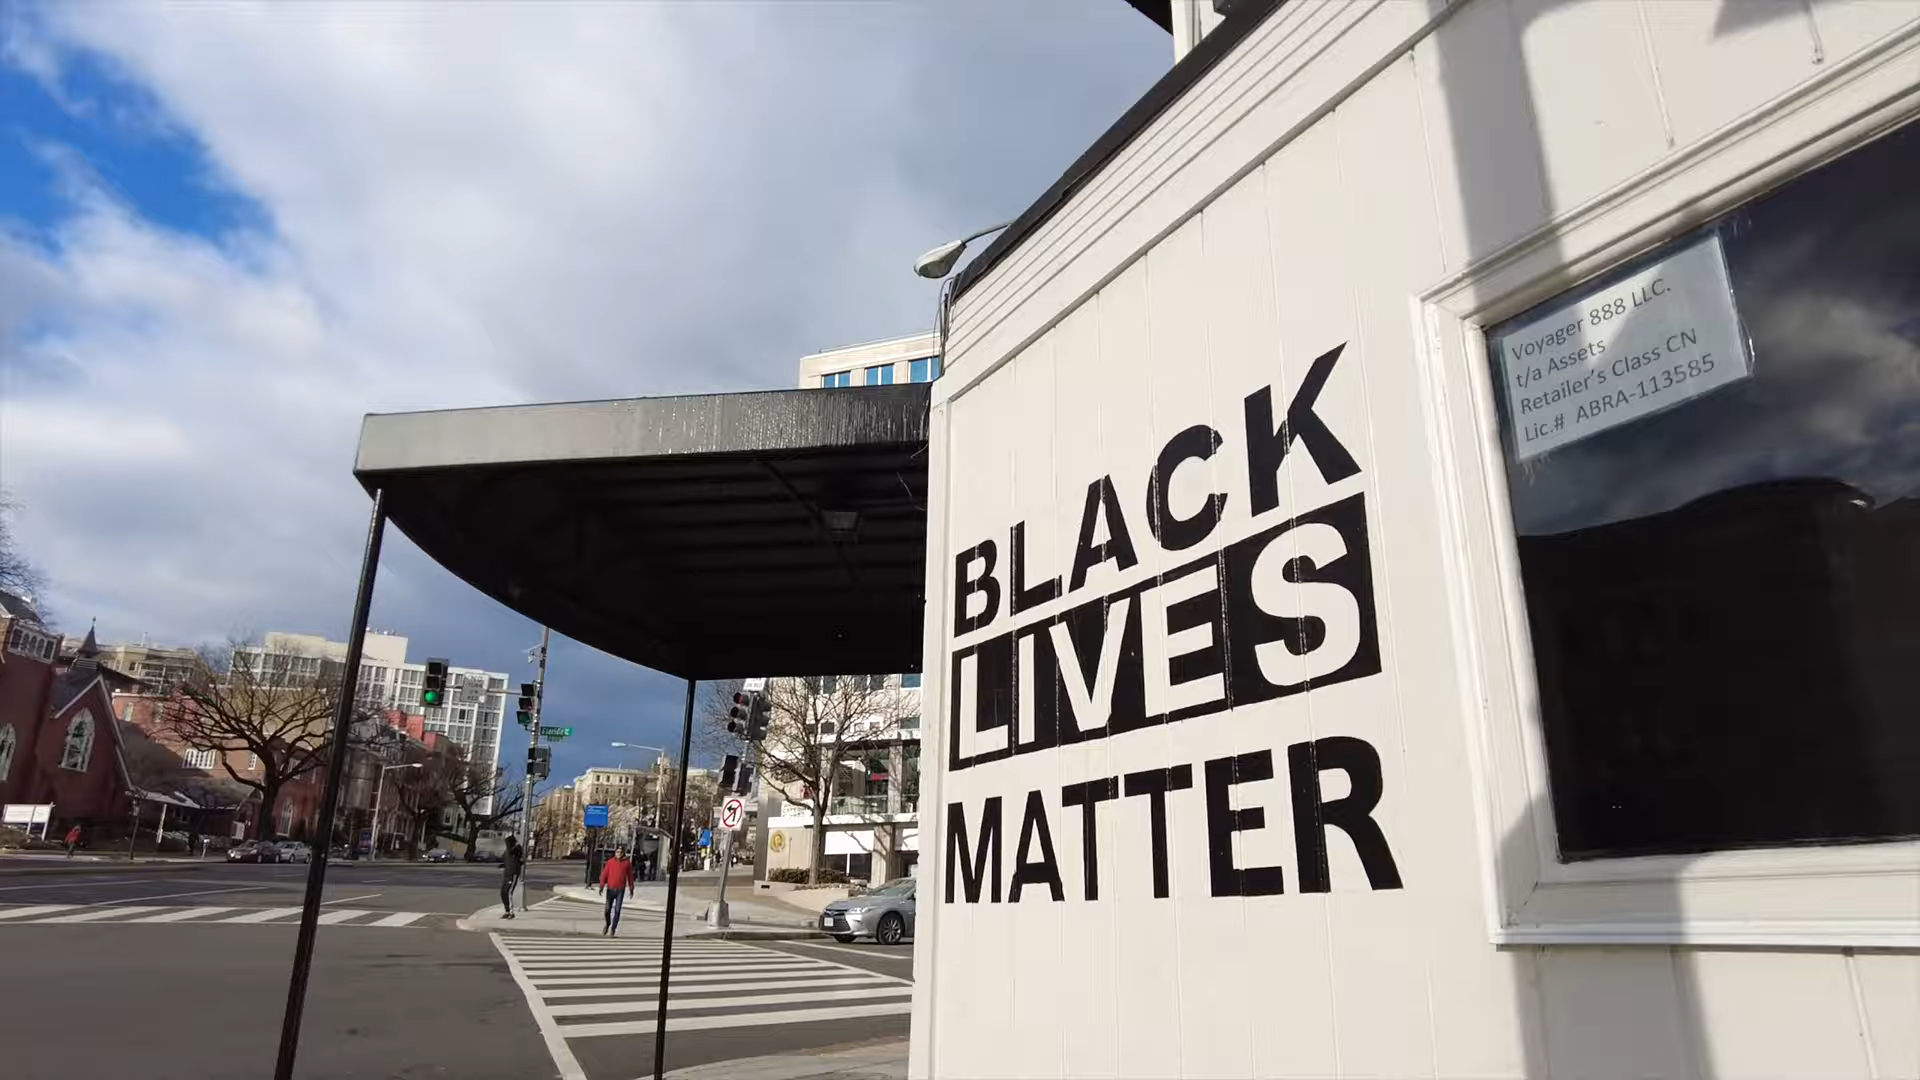 BLACK
LIVES
MATTER
Voyager 888 LLC.
t/a Assets
Retailer's Class CN
Lic.# ABRA-113585